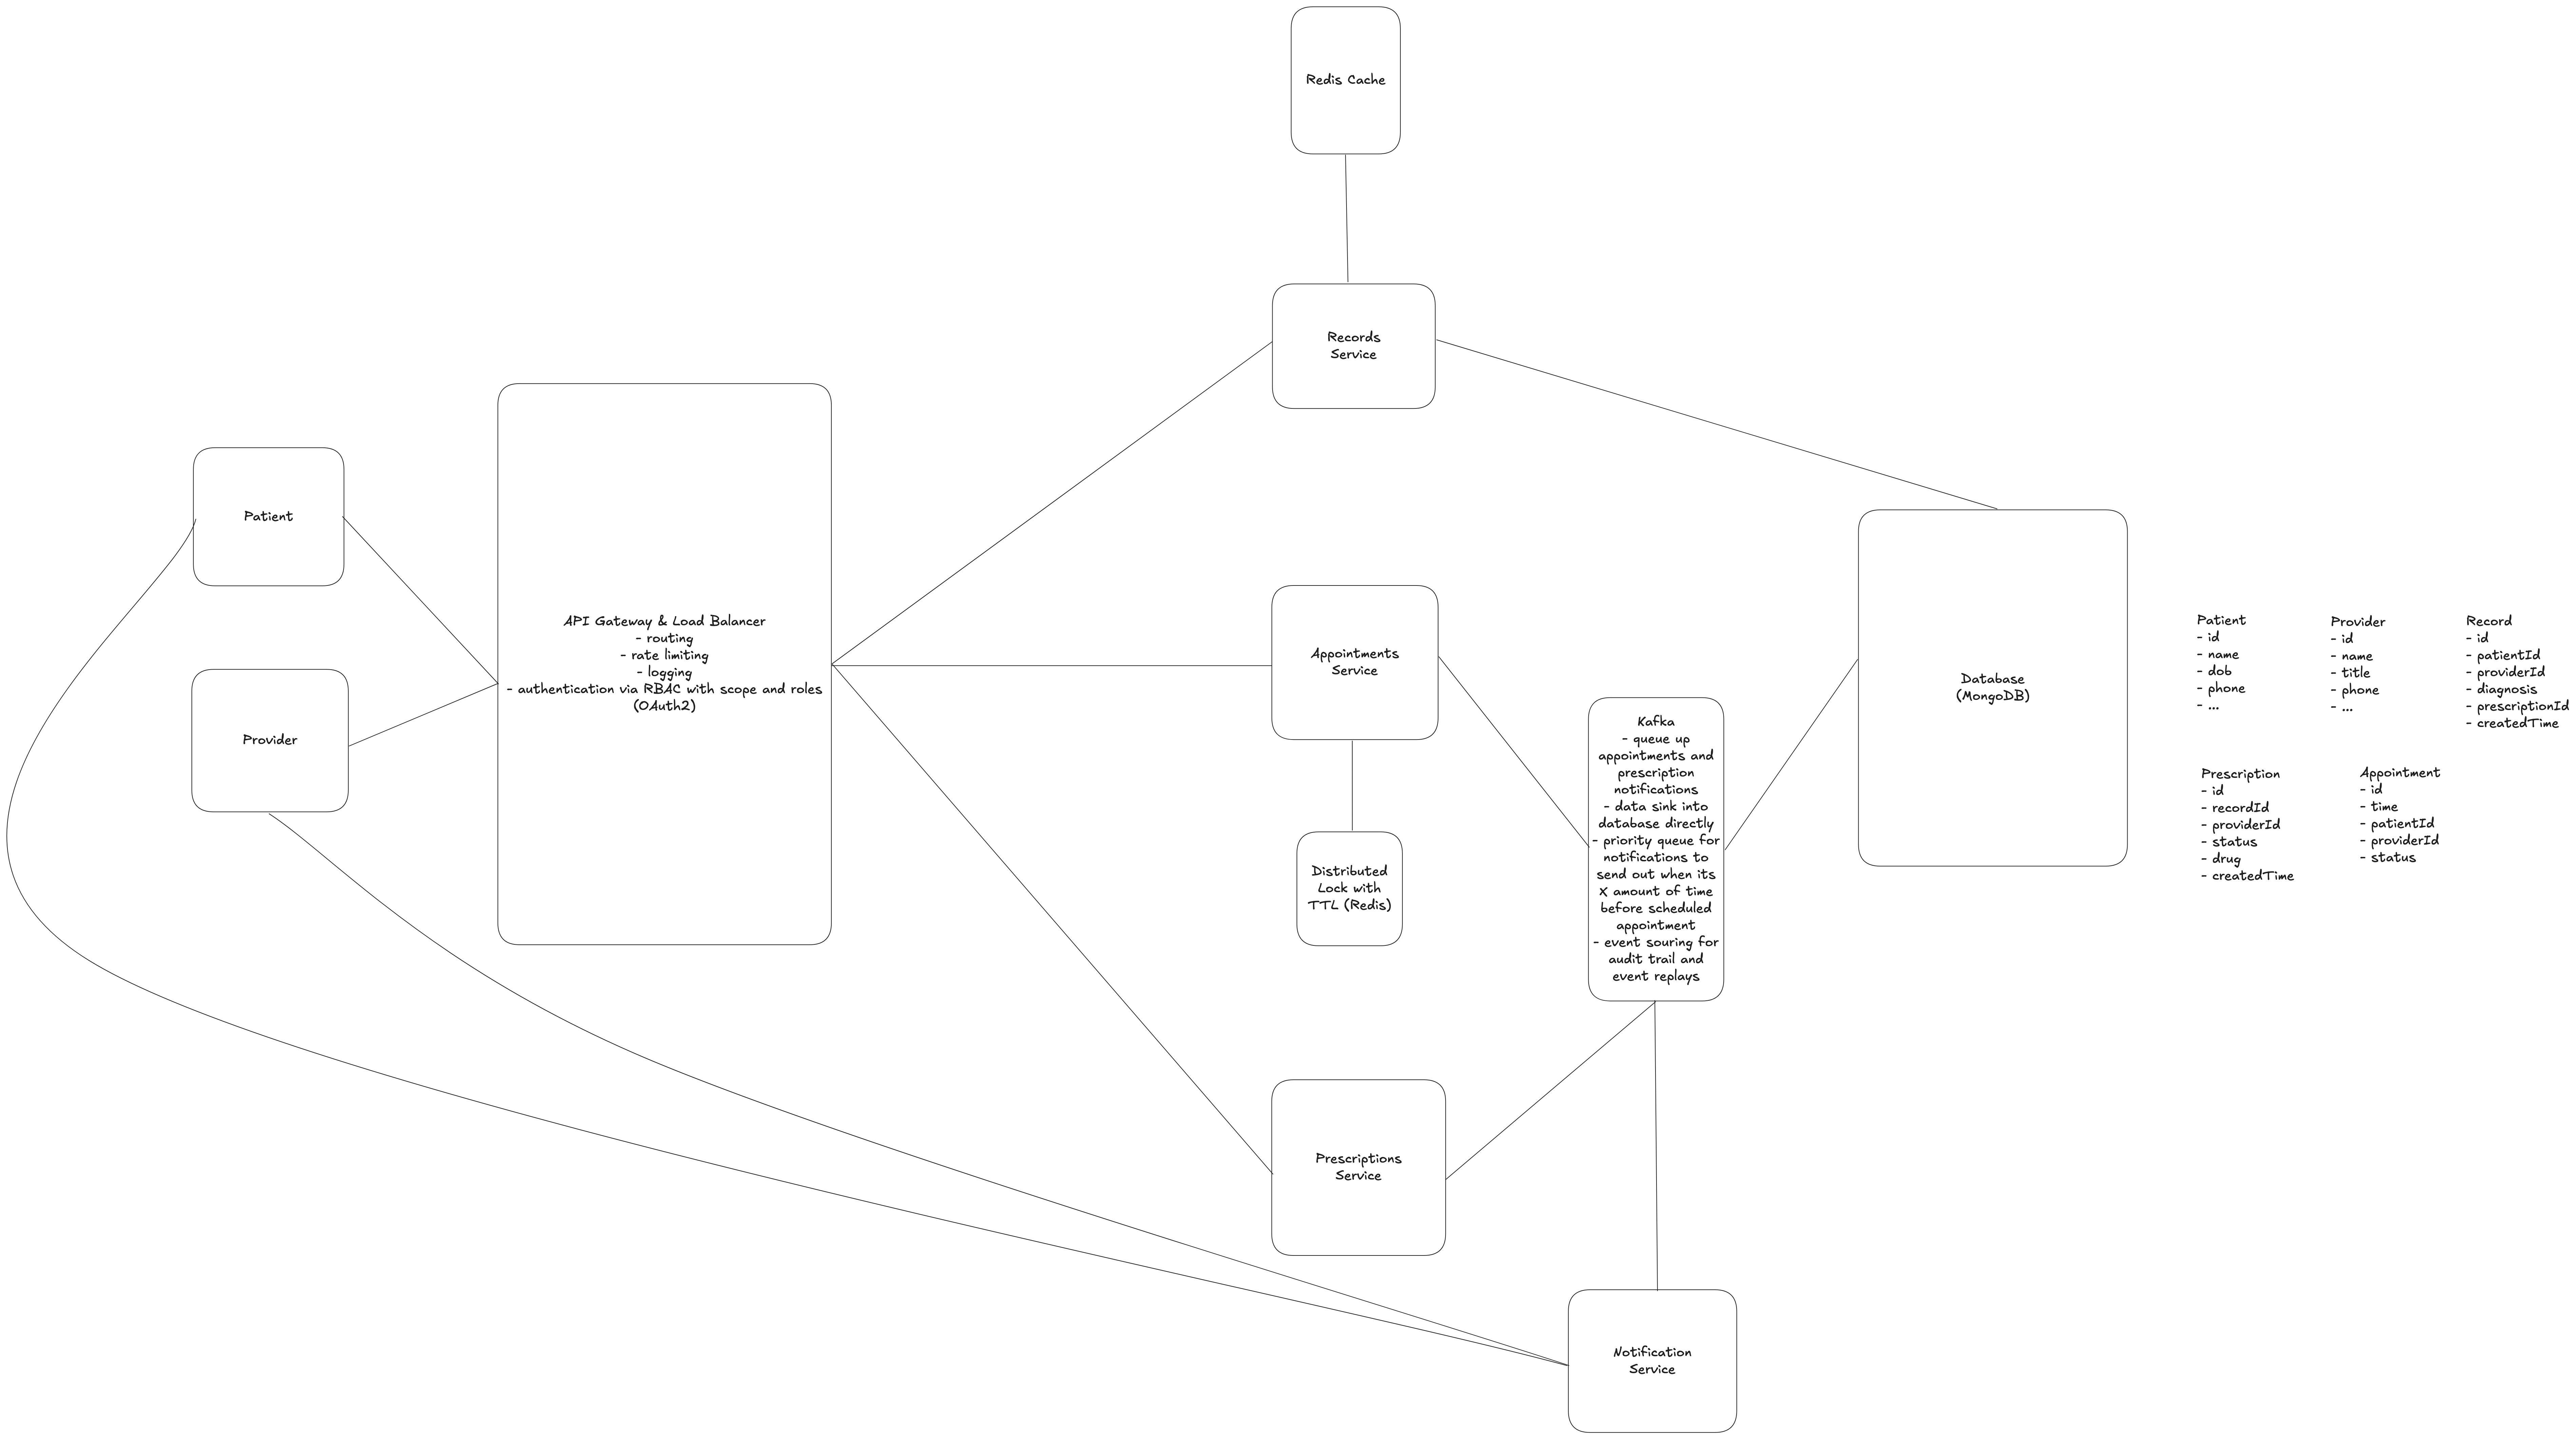 Redis Cache
Records
Service
Patient
Provider
API Gateway & Load Balancer
- routing
- rate limiting
- logging
- authentication via RBAC with scope and roles
(OAuth2)
Appointments
Service
Distributed
Lock with
TTL (Redis)
Prescriptions
Service
Kafka
- queue up
appointments and
prescription
notifications
- data sink into
database directly
- priority queue for
notifications to
send out when its
X amount of time
before scheduled
appointment
- event souring for
audit trail and
event replays
Notification
Service
Database
(MongoDB)
Patient
- id
- name
- dob
- phone
- ...
Provider
- id
- name
- title
- phone
- ...
Record
- id
- patientId
- providerId
- diagnosis
- prescriptionId
- createdTime
Prescription
- id
- recordId
- providerId
- status
- drug
- createdTime
Appointment
- id
- time
- patientId
- providerId
- status